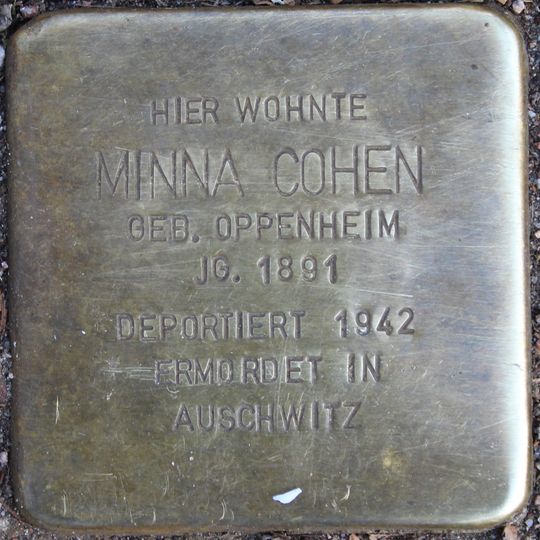 HIER WOHNTE
MINNA COHEN
GEB. OPPENHEIM
JG. 1891
DEPORTIERT 1942
ERMORDET IN
AUSCHWITZ